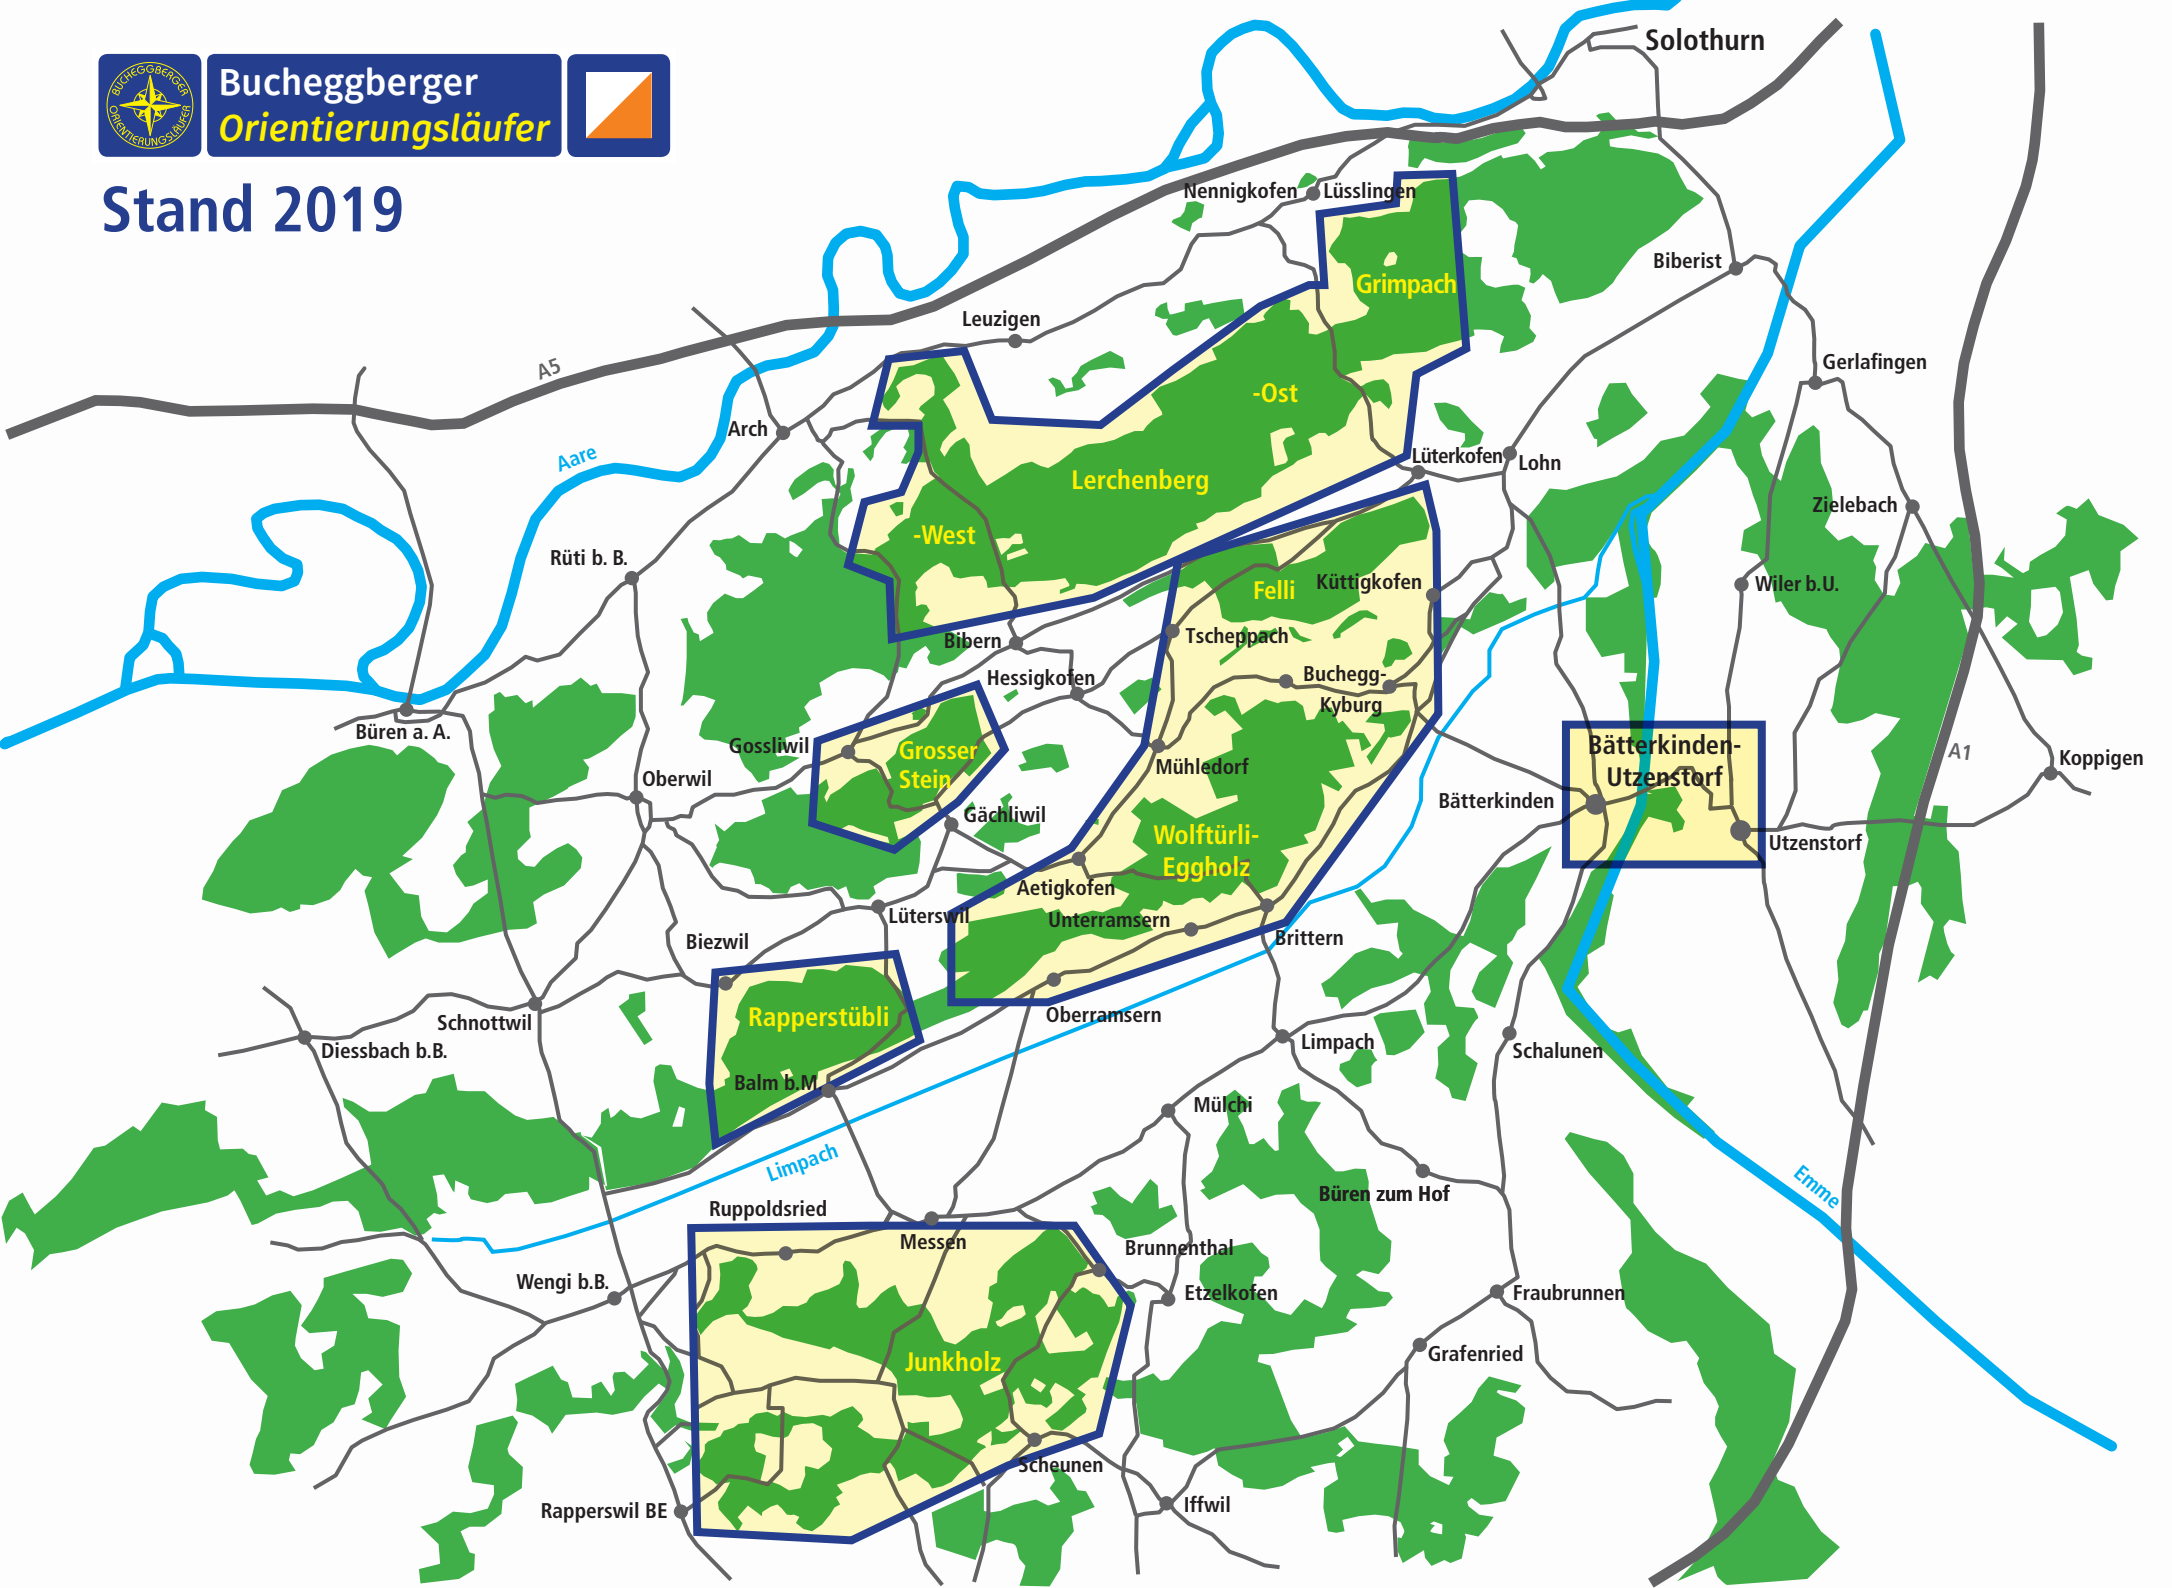 BUCHEGGBERGER
ORIENTIERUNGSLÄUFER
Bucheggberger
Orientierungsläufer
Stand 2019
Solothurn
Nennigkofen
Lüsslingen
Biberist
Grimpach
Leuzigen
A5
Gerlafingen
-Ost
Arch
Aare
Lüterkofen
Lohn
Lerchenberg
Zielebach
-West
Rüti b. B.
Felli
Küttigkofen
Wiler b.U.
Bibern
Tscheppach
Hessigkofen
Buchegg-
Kyburg
Büren a. A.
Gossliwil
Grosser
Stein
Mühledorf
Bätterkinden-
Utzenstorf
A1
Koppigen
Oberwil
Bätterkinden
Gächliwil
Wolftürli-
Eggholz
Utzenstorf
Aetigkofen
Lüterswil
Unterramsern
Biezwil
Brittern
Rapperstübli
Oberramsern
Schnottwil
Diessbach b.B.
Limpach
Schalunen
Balm b.M.
Mülchi
Limpach
Emme
Büren zum Hof
Ruppoldsried
Messen
Brunnenthal
Wengi b.B.
Etzelkofen
Fraubrunnen
Junkholz
Grafenried
Scheunen
Rapperswil BE
Iffwil